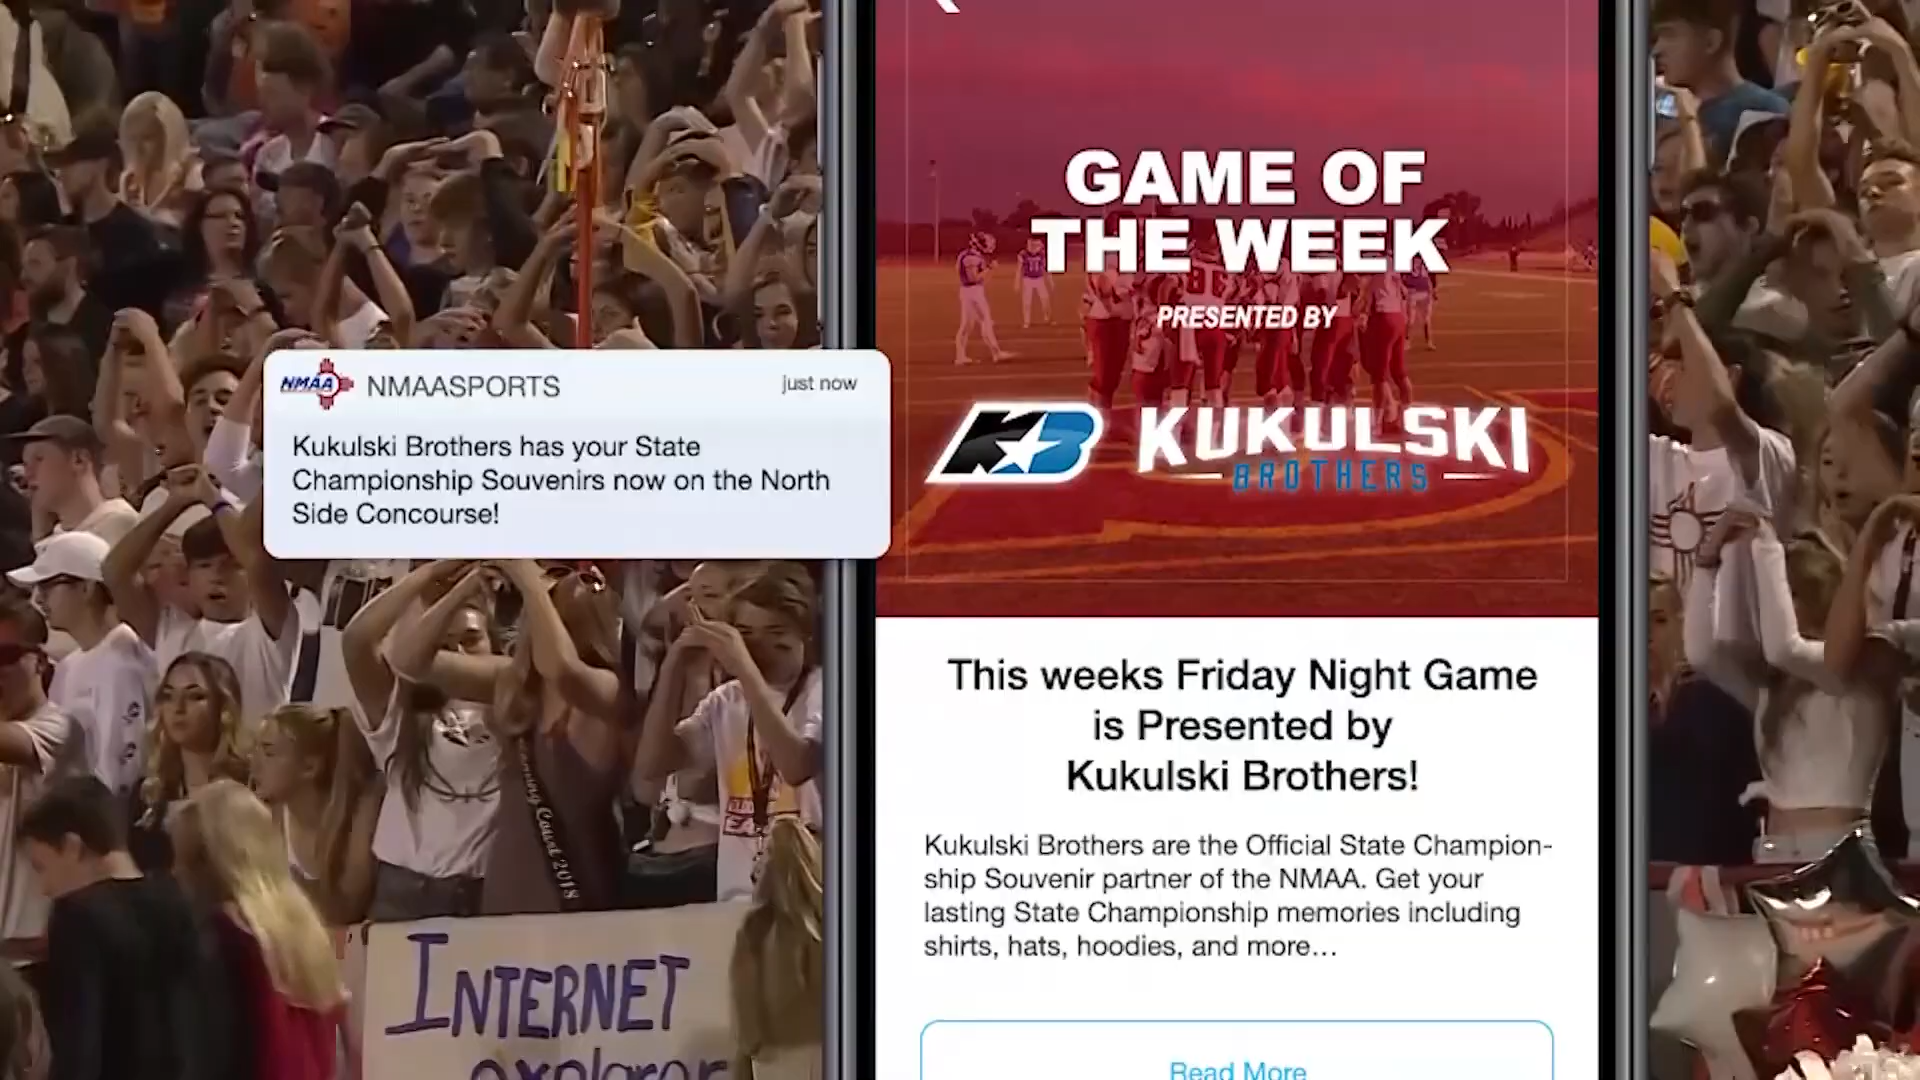 GAME OF
THE WEEK
PRESENTED BY
KB KUKULSKI
BROTHERS
NMAA NMAASPORTS just now
Kukulski Brothers has your State
Championship Souvenirs now on the North
Side Concourse!
This weeks Friday Night Game
is Presented by
Kukulski Brothers!
Kukulski Brothers are the Official State Champion-
ship Souvenir partner of the NMAA. Get your
lasting State Championship memories including
shirts, hats, hoodies, and more...
Read More
Court 2018
INTERNET
explorer